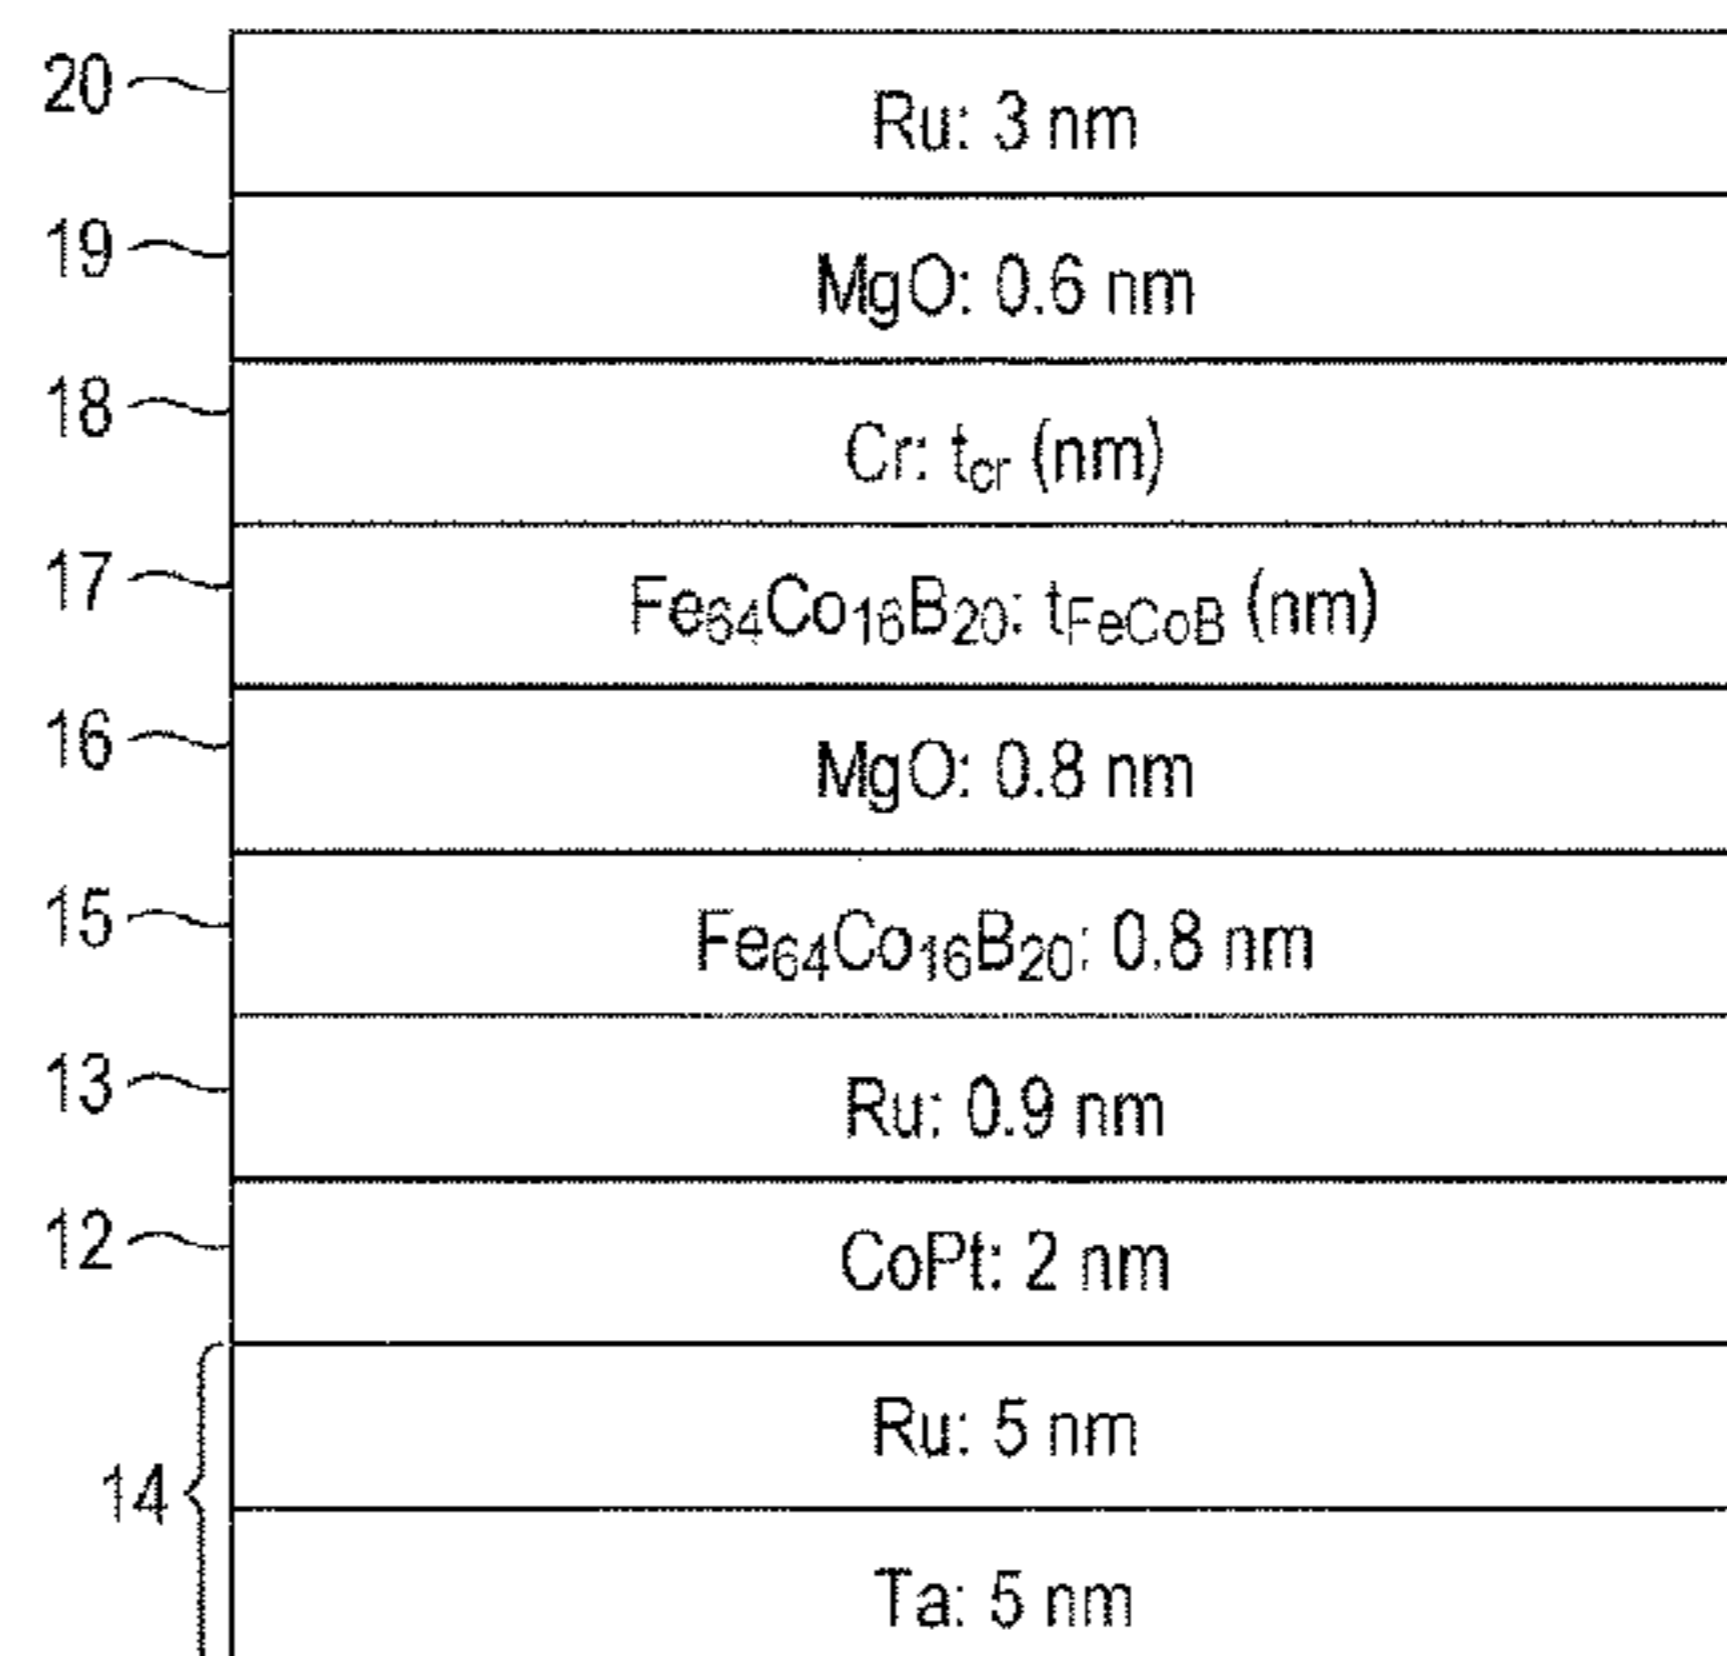 20 Ru: 3 nm
19 MgO: 0.6 nm
18 Cr: t_cr (nm)
17 Fe₆₄Co₁₆B₂₀: t_FeCoB (nm)
16 MgO: 0.8 nm
15 Fe₆₄Co₁₆B₂₀: 0.8 nm
13 Ru: 0.9 nm
12 CoPt: 2 nm
Ru: 5 nm
14
Ta: 5 nm